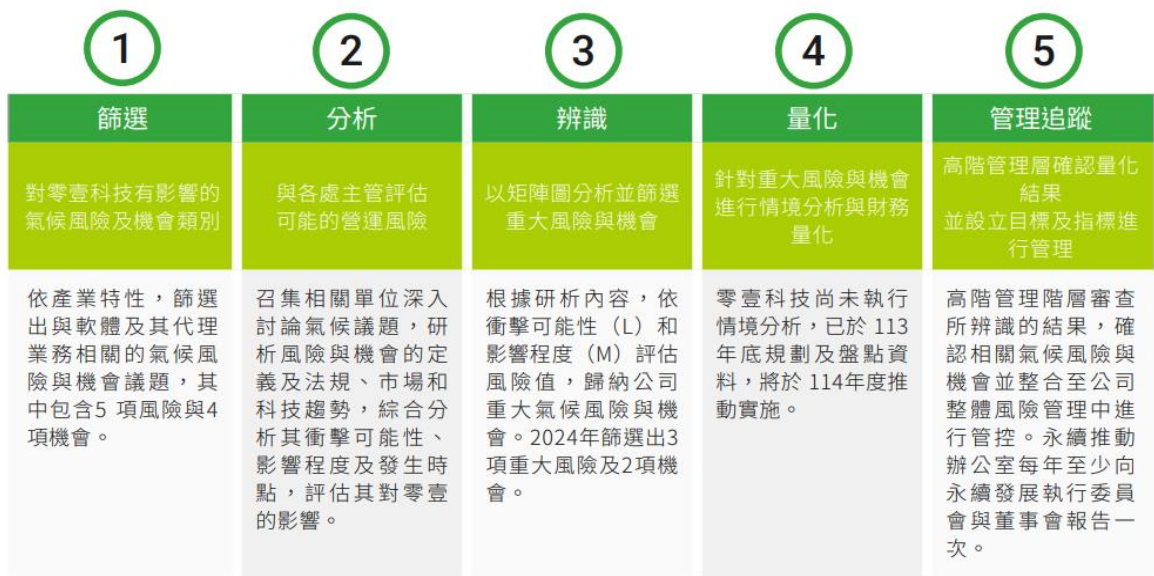 1
篩選
對零壹科技有影響的
氣候風險及機會類別
依產業特性，篩選
出與軟體及其代理
業務相關的氣候風
險與機會議題，其
中包含5 項風險與4
項機會。
2
分析
與各處主管評估
可能的營運風險
召集相關單位深入
討論氣候議題，研
析風險與機會的定
義及法規、市場和
科技趨勢，綜合分
析其衝擊可能性、
影響程度及發生時
點，評估其對零壹
的影響。
3
辨識
以矩陣圖分析並篩選
重大風險與機會
根據研析內容，依
衝擊可能性（L）和
影響程度（M）評估
風險值，歸納公司
重大氣候風險與機
會。2024年篩選出3
項重大風險及2項機
會。
4
量化
針對重大風險與機會
進行情境分析與財務
量化
零壹科技尚未執行
情境分析，已於 113
年底規劃及盤點資
料，將於 114年度推
動實施。
5
管理追蹤
高階管理層確認量化
結果
並設立目標及指標進
行管理
高階管理階層審查
所辨識的結果，確
認相關氣候風險與
機會並整合至公司
整體風險管理中進
行管控。永續推動
辦公室每年至少向
永續發展執行委員
會與董事會報告一
次。